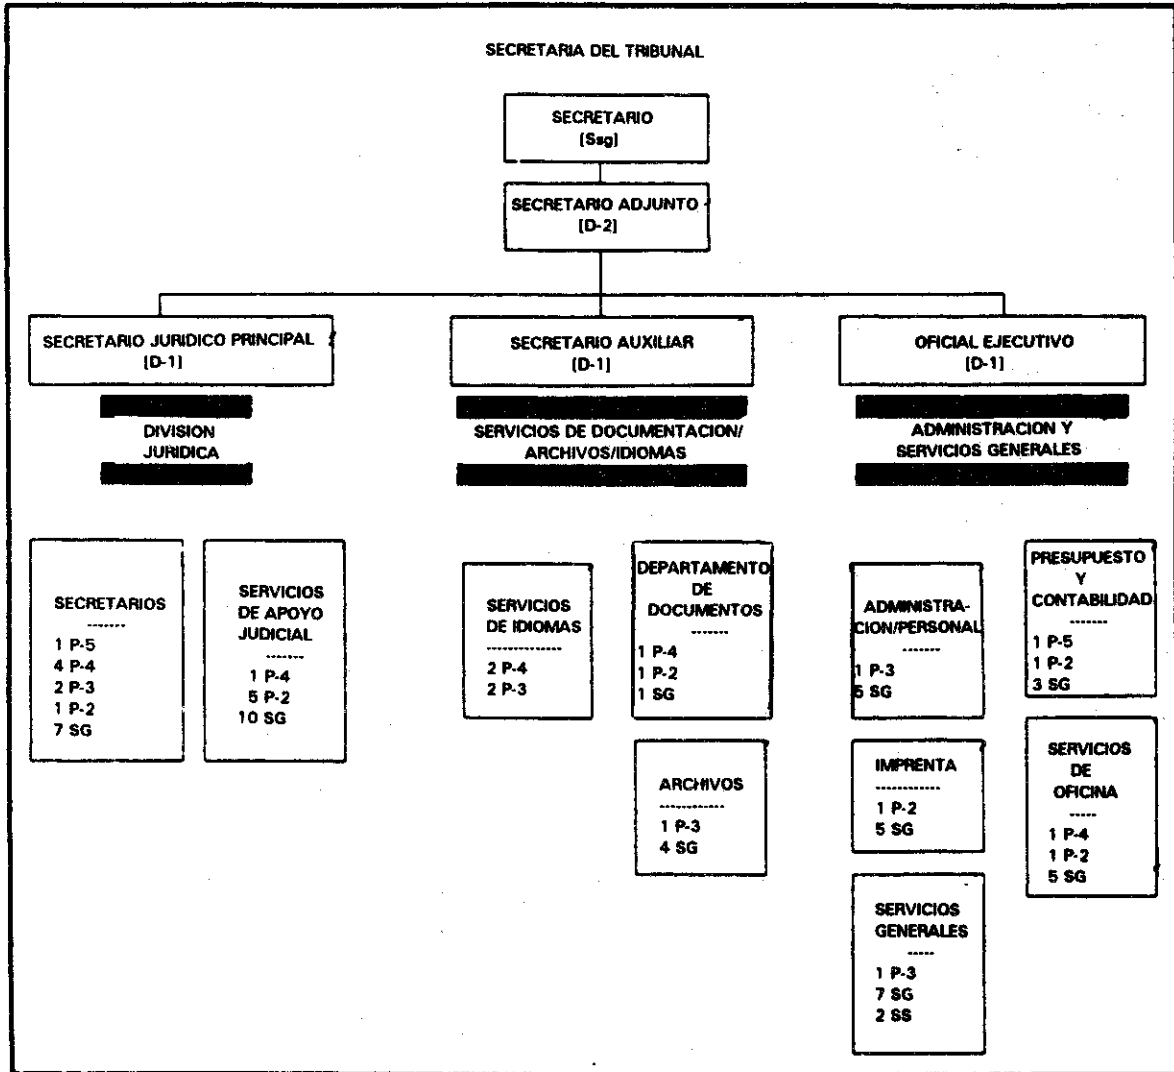 SECRETARIA DEL TRIBUNAL
SECRETARIO
[Ssg]
SECRETARIO ADJUNTO
[D-2]
SECRETARIO JURIDICO PRINCIPAL
[D-1]
SECRETARIO AUXILIAR
[D-1]
OFICIAL EJECUTIVO
[D-1]
DIVISION
JURIDICA
SERVICIOS DE DOCUMENTACION/
ARCHIVOS/IDIOMAS
ADMINISTRACION Y
SERVICIOS GENERALES
SECRETARIOS
-------
1 P-5
4 P-4
2 P-3
1 P-2
7 SG
SERVICIOS
DE APOYO
JUDICIAL
-------
1 P-4
5 P-2
10 SG
SERVICIOS
DE IDIOMAS
--------------
2 P-4
2 P-3
DEPARTAMENTO
DE
DOCUMENTOS
-------
1 P-4
1 P-2
1 SG
ARCHIVOS
-------------
1 P-3
4 SG
ADMINISTRA-
CION/PERSONAL
-------
1 P-3
5 SG
IMPRENTA
------------
1 P-2
5 SG
SERVICIOS
GENERALES
-----
1 P-3
7 SG
2 SS
PRESUPUESTO
Y
CONTABILIDAD
-------
1 P-5
1 P-2
3 SG
SERVICIOS
DE
OFICINA
-----
1 P-4
1 P-2
5 SG